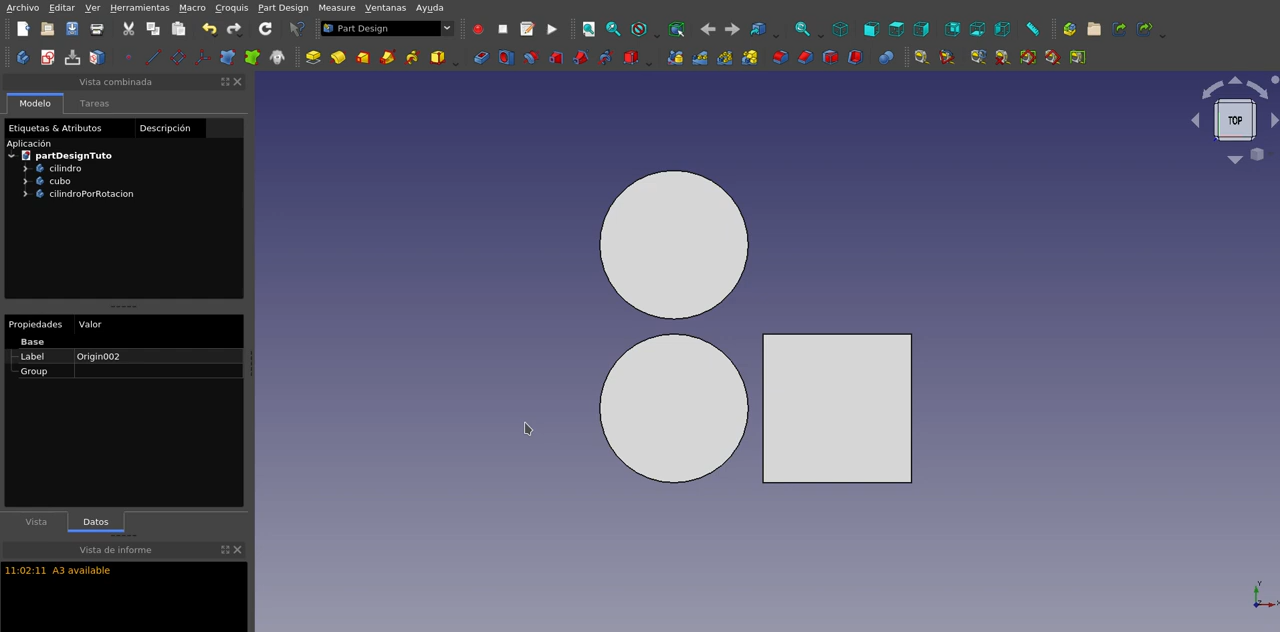 Archivo Editar Ver Herramientas Macro Croquis Part Design Measure Ventanas Ayuda
Part Design
Vista combinada
Modelo Tareas
Etiquetas & Atributos Descripción
Aplicación
partDesignTuto
cilindro
cubo
cilindroPorRotacion
Propiedades Valor
Base
Label Origin002
Group
Vista Datos
Vista de informe
11:02:11 A3 available
TOP
Y
X